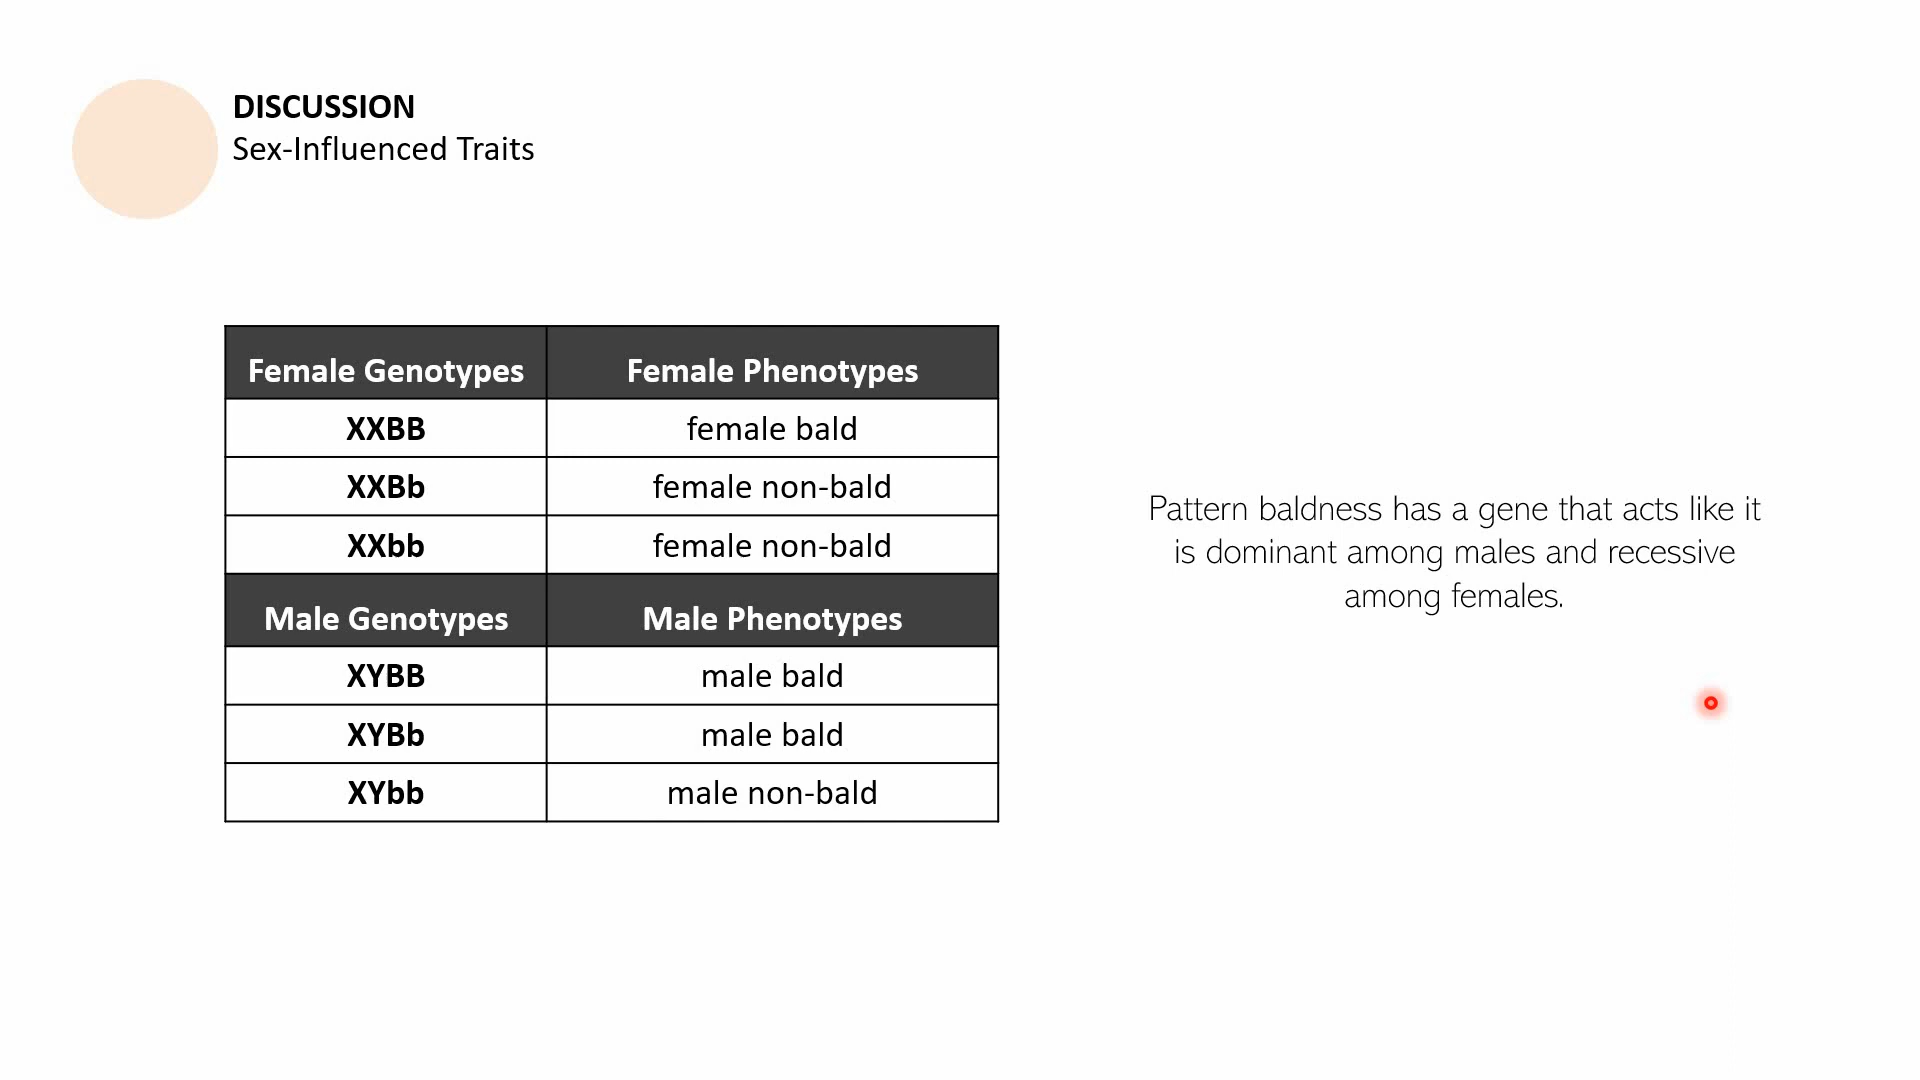 DISCUSSION
Sex-Influenced Traits
Female Genotypes Female Phenotypes
XXBB female bald
XXBb female non-bald
XXbb female non-bald
Male Genotypes Male Phenotypes
XYBB male bald
XYBb male bald
XYbb male non-bald
Pattern baldness has a gene that acts like it
is dominant among males and recessive
among females.